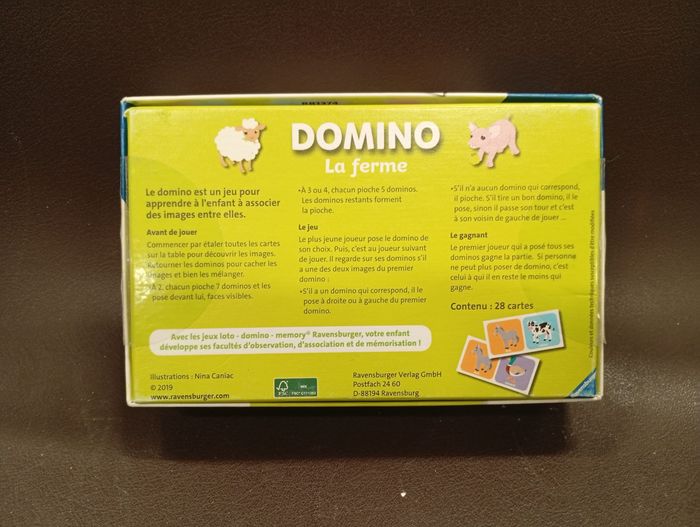 DOMINO
La ferme
Le domino est un jeu pour
apprendre à l'enfant à associer
des images entre elles.
Avant de jouer
Commencer par étaler toutes les cartes
sur la table pour découvrir les images.
Retourner les dominos pour cacher les
images et bien les mélanger.
•À 2, chacun pioche 7 dominos et les
pose devant lui, faces visibles.
•À 3 ou 4, chacun pioche 5 dominos.
Les dominos restants forment
la pioche.
Le jeu
Le plus jeune joueur pose le domino de
son choix. Puis, c'est au joueur suivant
de jouer. Il regarde sur ses dominos s'il
a une des deux images du premier
domino :
•S'il a un domino qui correspond, il le
pose à droite ou à gauche du premier
domino.
•S'il n'a aucun domino qui correspond,
il pioche. S'il tire un bon domino, il le
pose, sinon il passe son tour et c'est
à son voisin de gauche de jouer ...
Le gagnant
Le premier joueur qui a posé tous ses
dominos gagne la partie. Si personne
ne peut plus poser de domino, c'est
celui à qui il en reste le moins qui
gagne.
Contenu : 28 cartes
Couleurs et données techniques susceptibles d'être modifiées
Avec les jeux loto - domino - memory® Ravensburger, votre enfant
développe ses facultés d'observation, d'association et de mémorisation !
Illustrations : Nina Caniac
© 2019
www.ravensburger.com
FSC
MIX
Ravensburger Verlag GmbH
Postfach 24 60
D-88194 Ravensburg
Ravensburger